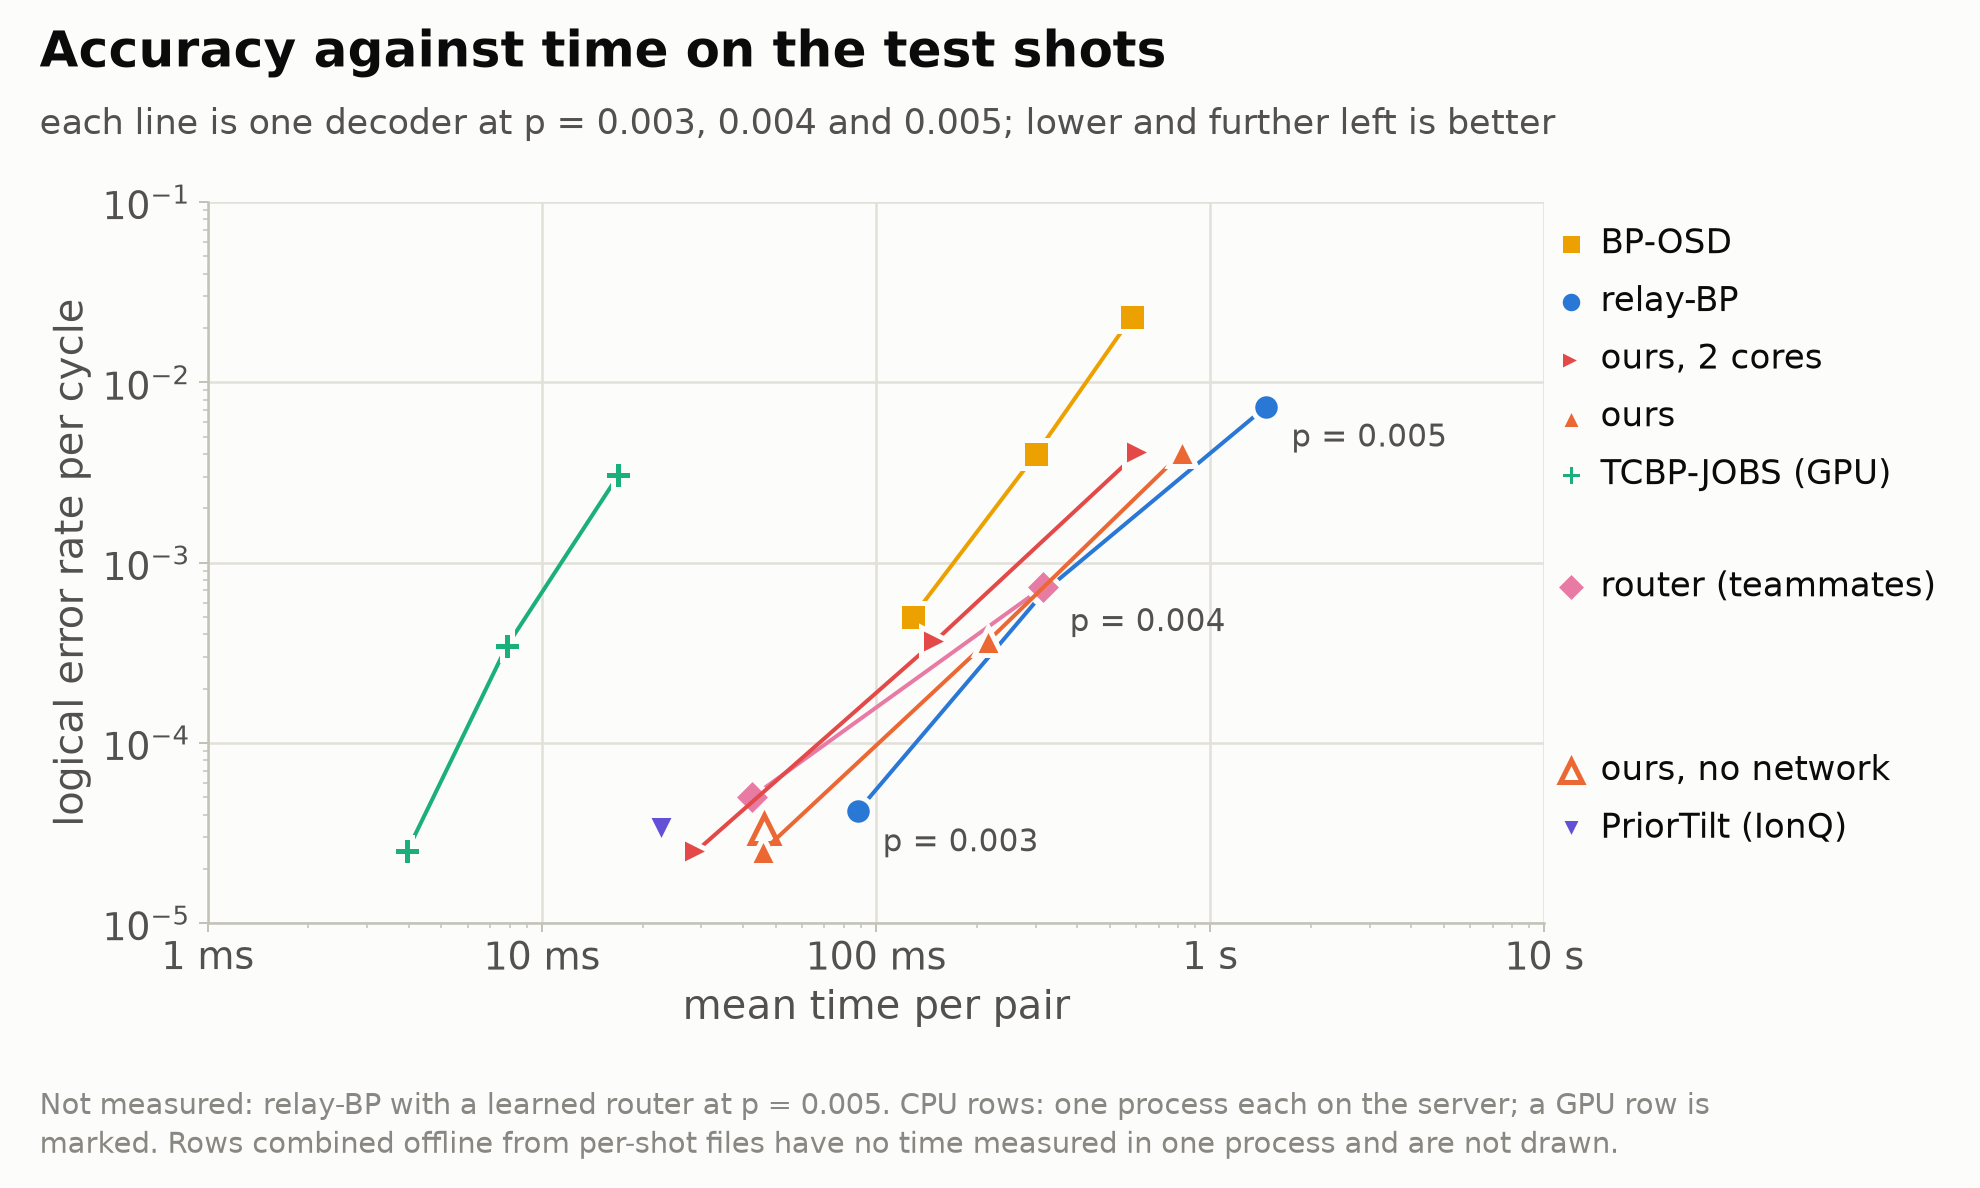 Accuracy against time on the test shots
each line is one decoder at p = 0.003, 0.004 and 0.005; lower and further left is better
logical error rate per cycle
10⁻¹
10⁻²
10⁻³
10⁻⁴
10⁻⁵
p = 0.005
p = 0.004
p = 0.003
1 ms
10 ms
100 ms
1 s
10 s
mean time per pair
BP-OSD
relay-BP
ours, 2 cores
ours
TCBP-JOBS (GPU)
router (teammates)
ours, no network
PriorTilt (IonQ)
Not measured: relay-BP with a learned router at p = 0.005. CPU rows: one process each on the server; a GPU row is
marked. Rows combined offline from per-shot files have no time measured in one process and are not drawn.